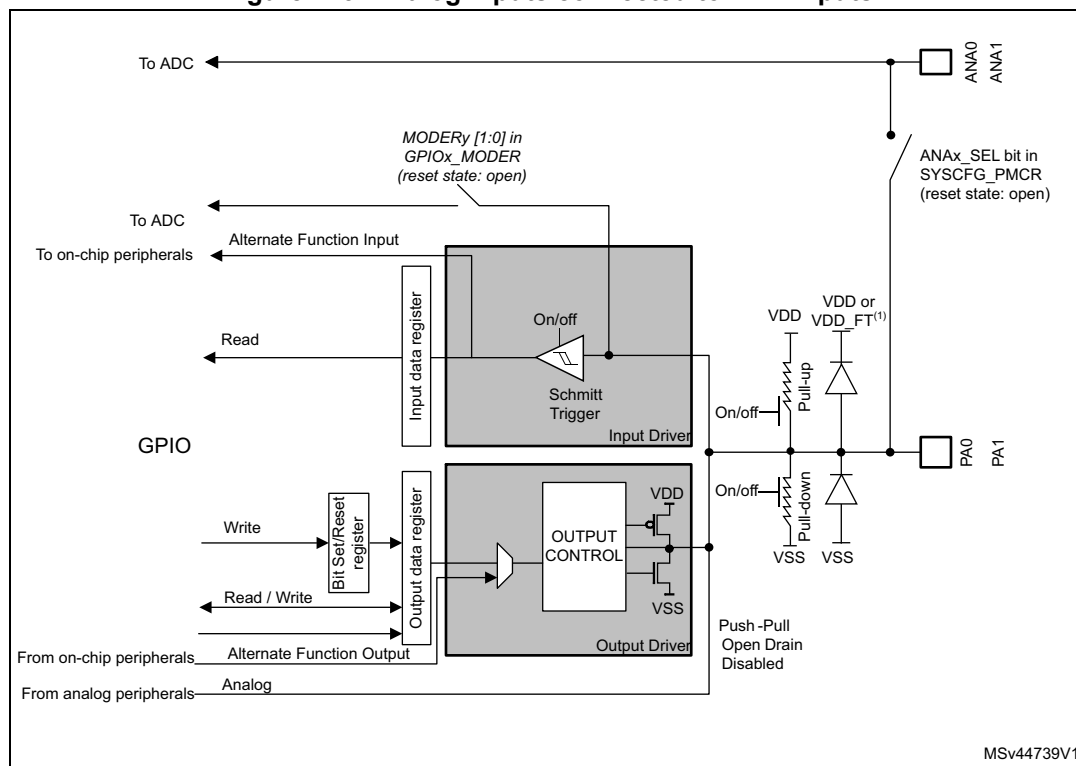 To ADC
ANA0
ANA1
MODERy [1:0] in
GPIOx_MODER
(reset state: open)
ANAx_SEL bit in
SYSCFG_PMCR
(reset state: open)
To ADC
Alternate Function Input
To on-chip peripherals
Input data register
On/off
Read
Schmitt
Trigger
Input Driver
VDD
VDD or
VDD_FT(1)
Pull-up
On/off
GPIO
PA0
PA1
On/off
Pull-down
VSS
VSS
Write
Bit Set/Reset
register
Output data register
OUTPUT
CONTROL
VDD
VSS
Read / Write
Output Driver
Push -Pull
Open Drain
Disabled
From on-chip peripherals
Alternate Function Output
From analog peripherals
Analog
MSv44739V1